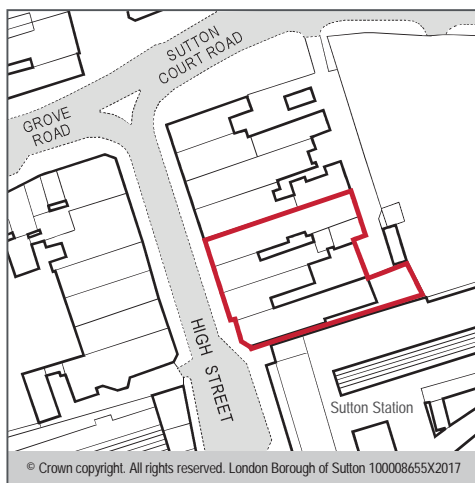 SUTTON
COURT ROAD
GROVE
ROAD
HIGH STREET
Sutton Station
© Crown copyright. All rights reserved. London Borough of Sutton 100008655X2017